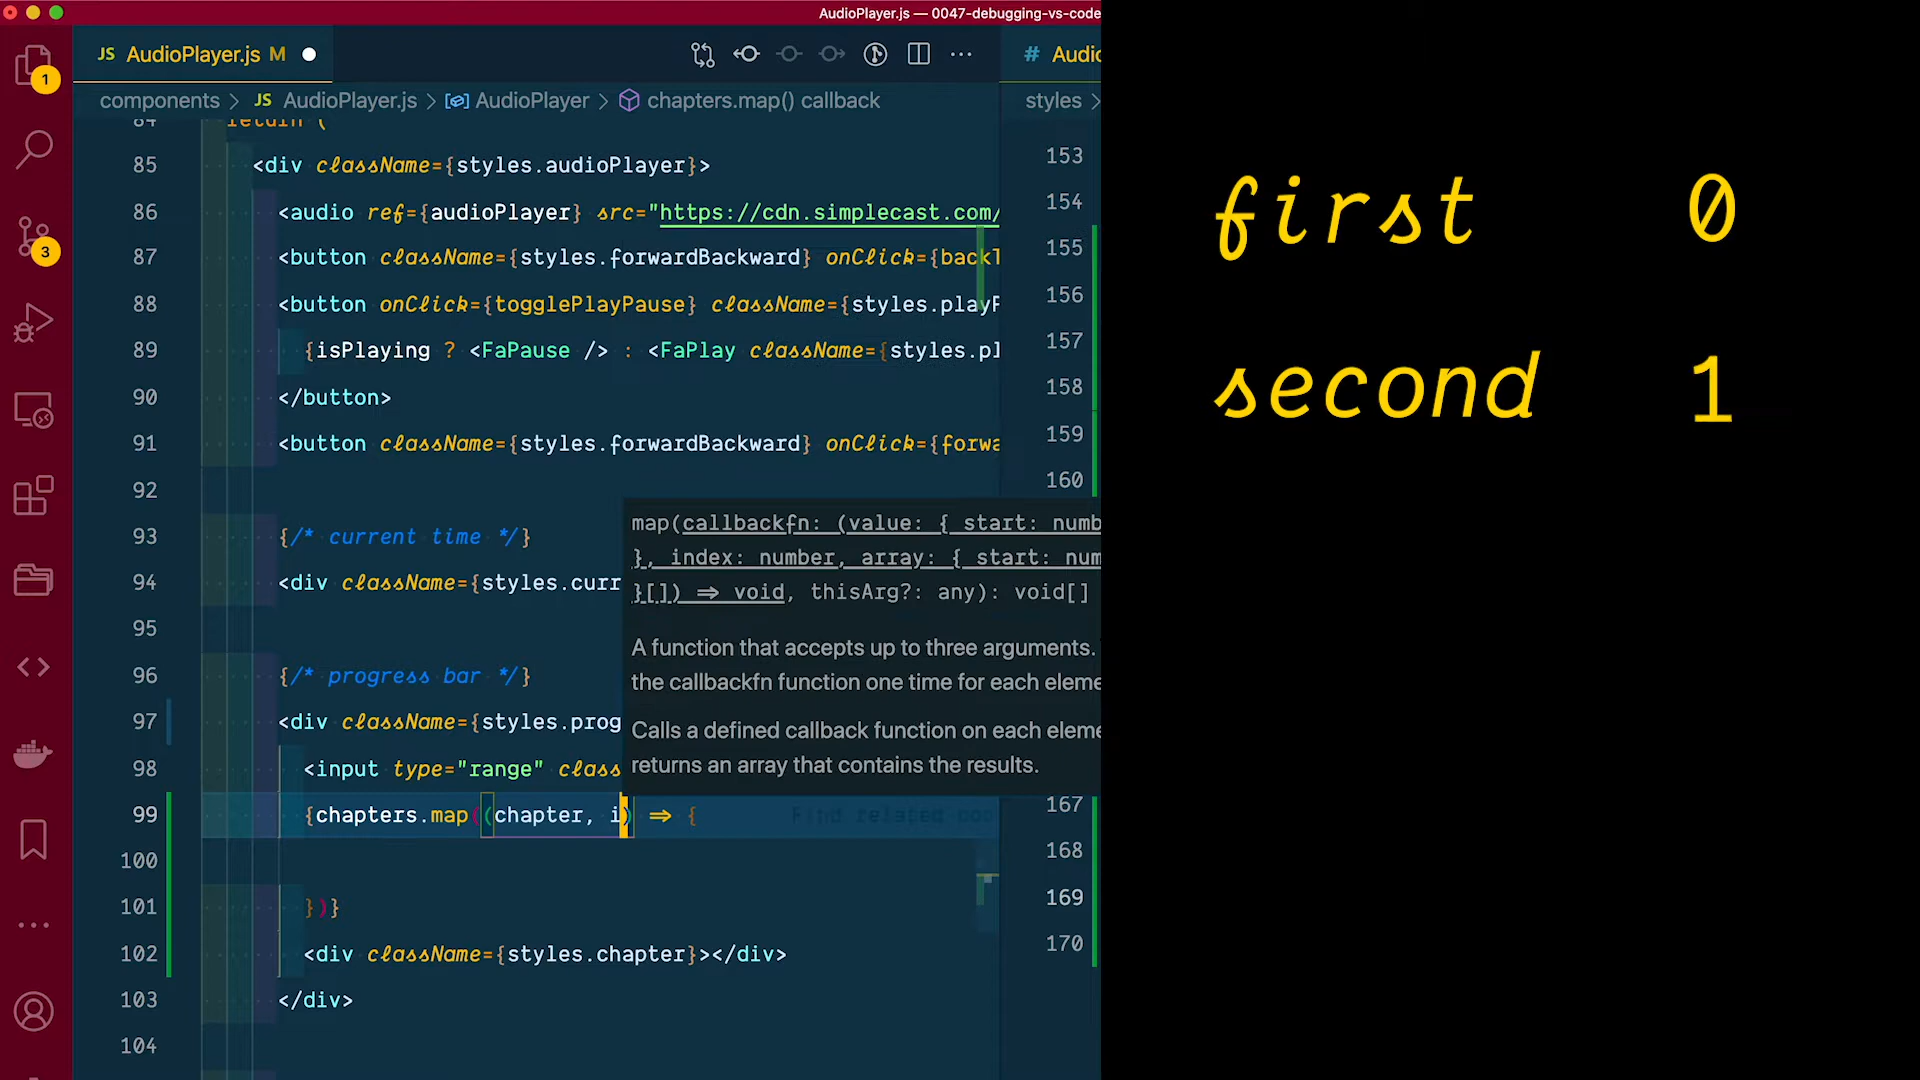 AudioPlayer.js — 0047-debugging-vs-code
JS AudioPlayer.js M
# Audio
1
components > JS AudioPlayer.js > AudioPlayer > chapters.map() callback
styles >
84 return (
85 <div className={styles.audioPlayer}>
86 <audio ref={audioPlayer} src="https://cdn.simplecast.com/
87 <button className={styles.forwardBackward} onClick={backT
88 <button onClick={togglePlayPause} className={styles.playP
89 {isPlaying ? <FaPause /> : <FaPlay className={styles.pl
90 </button>
91 <button className={styles.forwardBackward} onClick={forwa
92
93 {/* current time */}
94 <div className={styles.curr
95
96 {/* progress bar */}
97 <div className={styles.prog
98 <input type="range" class
99 {chapters.map((chapter, i) => {
100
101 })}
102 <div className={styles.chapter}></div>
103 </div>
104
3
map(callbackfn: (value: { start: numb
}, index: number, array: { start: num
}[]) => void, thisArg?: any): void[]
A function that accepts up to three arguments.
the callbackfn function one time for each eleme
Calls a defined callback function on each eleme
returns an array that contains the results.
153
154
155
156
157
158
159
160
167
168
169
170
first 0
second 1